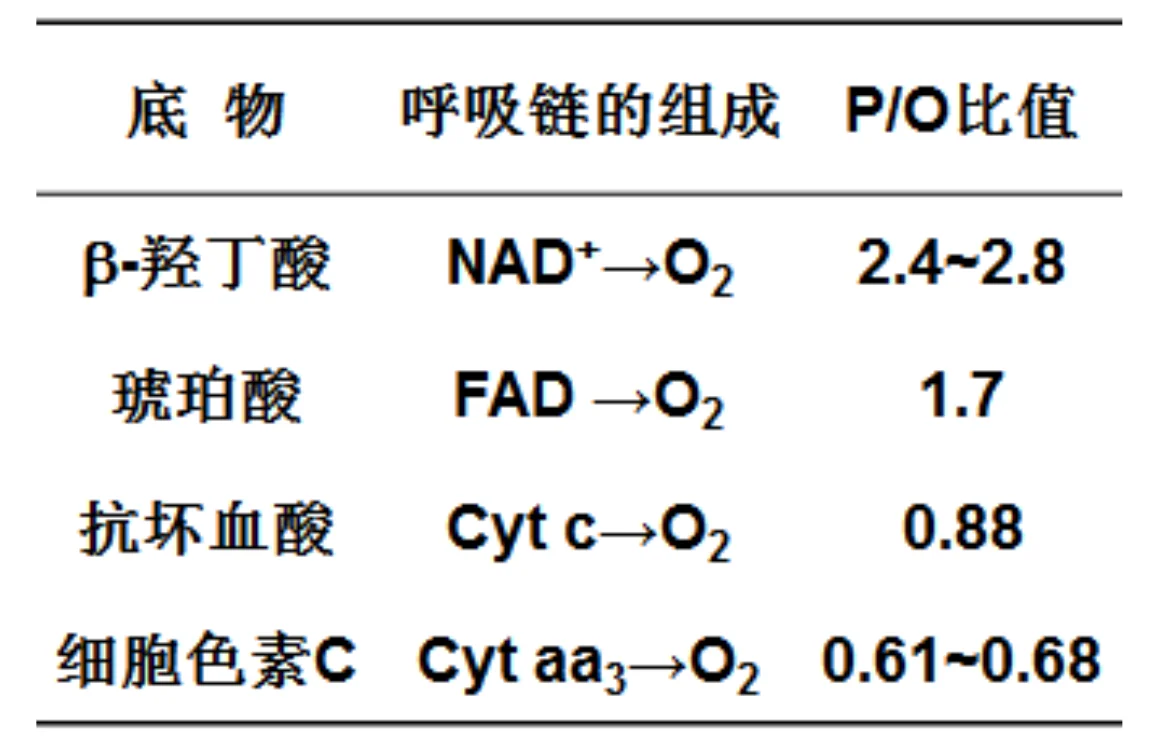 底 物 呼吸链的组成 P/O比值
β-羟丁酸 NAD⁺→O₂ 2.4~2.8
琥珀酸 FAD →O₂ 1.7
抗坏血酸 Cyt c→O₂ 0.88
细胞色素C Cyt aa₃→O₂ 0.61~0.68